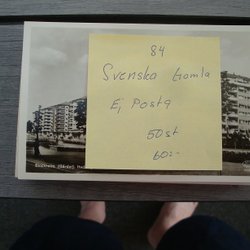 84
Svenska Gamla
Ej Posta
50st
60:-
Stockholm